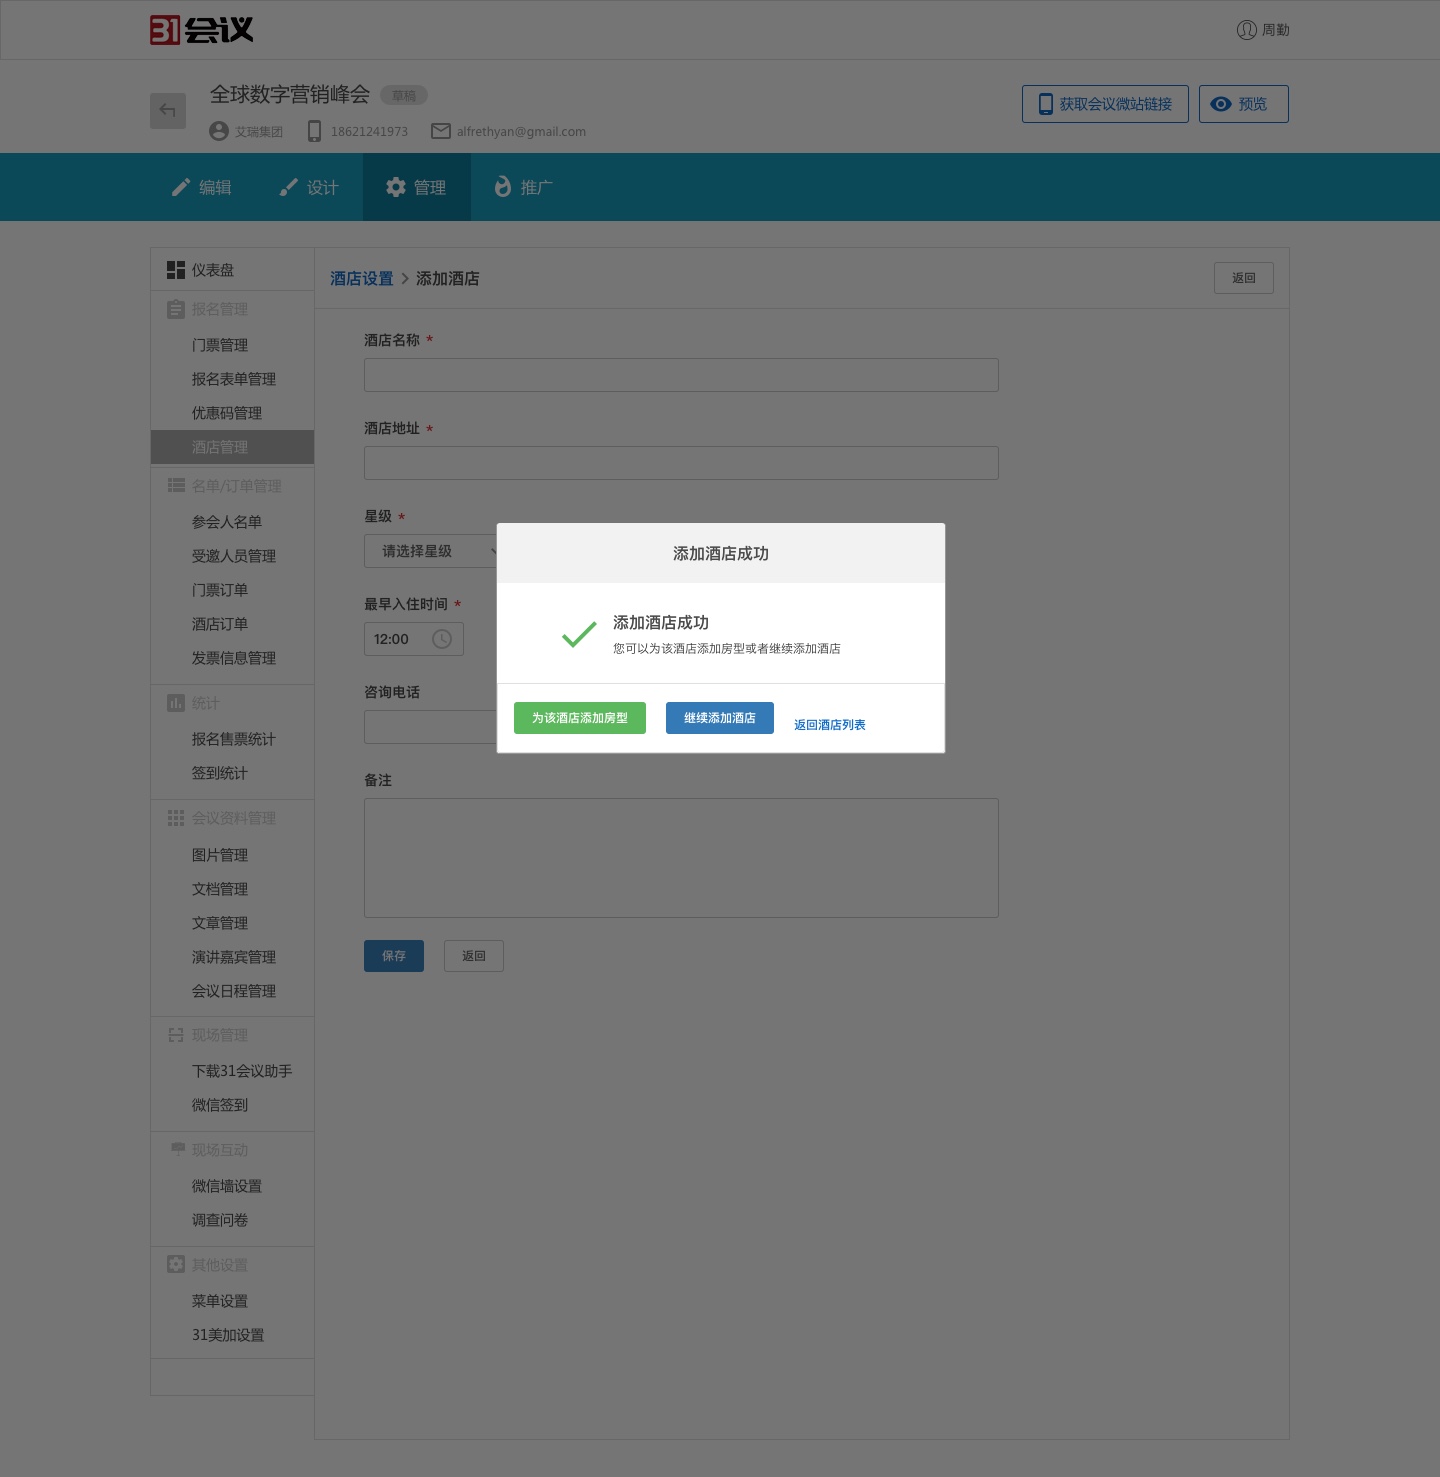 31会议
周勤
全球数字营销峰会 草稿
获取会议微站链接 预览
艾瑞集团 18621241973 alfrethyan@gmail.com
编辑 设计 管理 推广
仪表盘
报名管理
门票管理
报名表单管理
优惠码管理
酒店管理
名单/订单管理
参会人名单
受邀人员管理
门票订单
酒店订单
发票信息管理
统计
报名售票统计
签到统计
会议资料管理
图片管理
文档管理
文章管理
演讲嘉宾管理
会议日程管理
现场管理
下载31会议助手
微信签到
现场互动
微信墙设置
调查问卷
其他设置
菜单设置
31美加设置
酒店设置 > 添加酒店
返回
酒店名称 *
酒店地址 *
星级 *
请选择星级
最早入住时间 *
12:00
咨询电话
备注
保存 返回
添加酒店成功
添加酒店成功
您可以为该酒店添加房型或者继续添加酒店
为该酒店添加房型 继续添加酒店 返回酒店列表